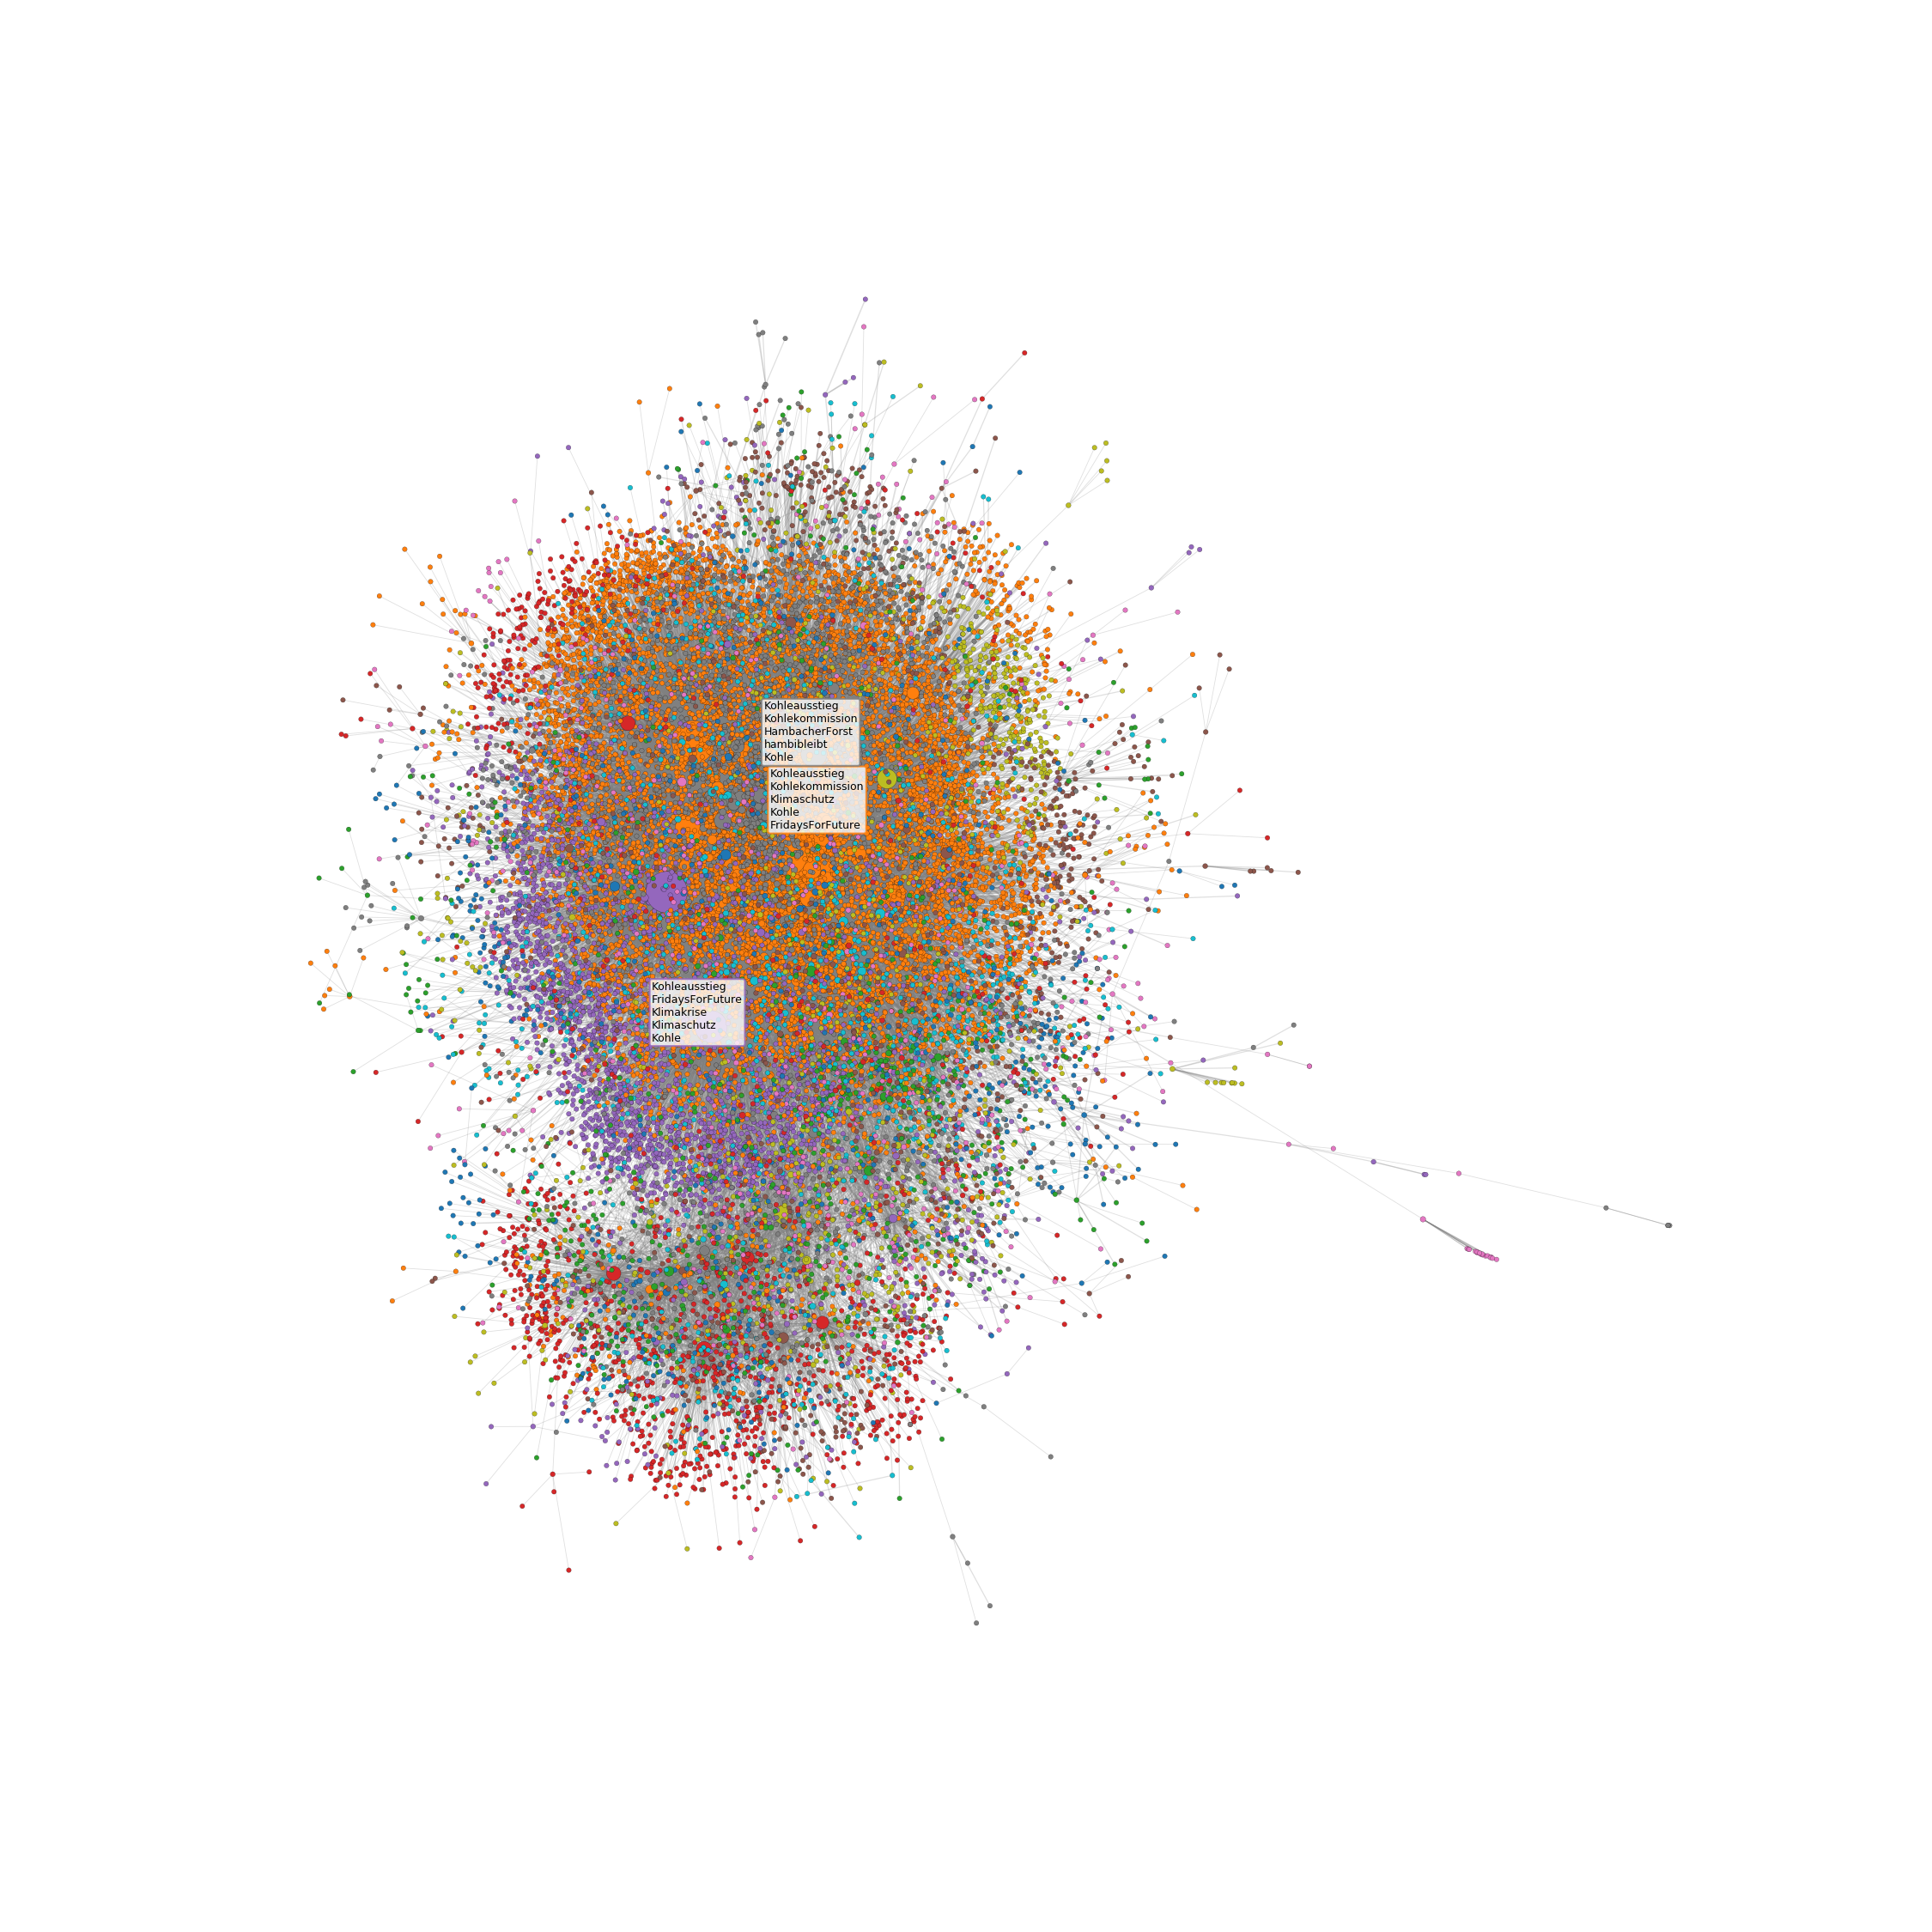 Kohleausstieg
Kohlekommission
HambacherForst
hambibleibt
Kohle
Kohleausstieg
Kohlekommission
Klimaschutz
Kohle
FridaysForFuture
Kohleausstieg
FridaysForFuture
Klimakrise
Klimaschutz
Kohle